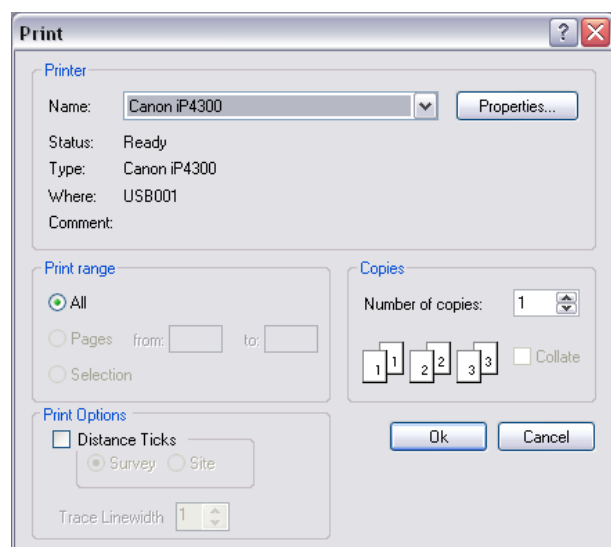 Print
Printer
Name: Canon iP4300 Properties...
Status: Ready
Type: Canon iP4300
Where: USB001
Comment:
Print range
All
Pages from: to:
Selection
Copies
Number of copies: 1
1 1 2 2 3 3 Collate
Print Options
Distance Ticks
Survey Site
Trace Linewidth 1
Ok Cancel